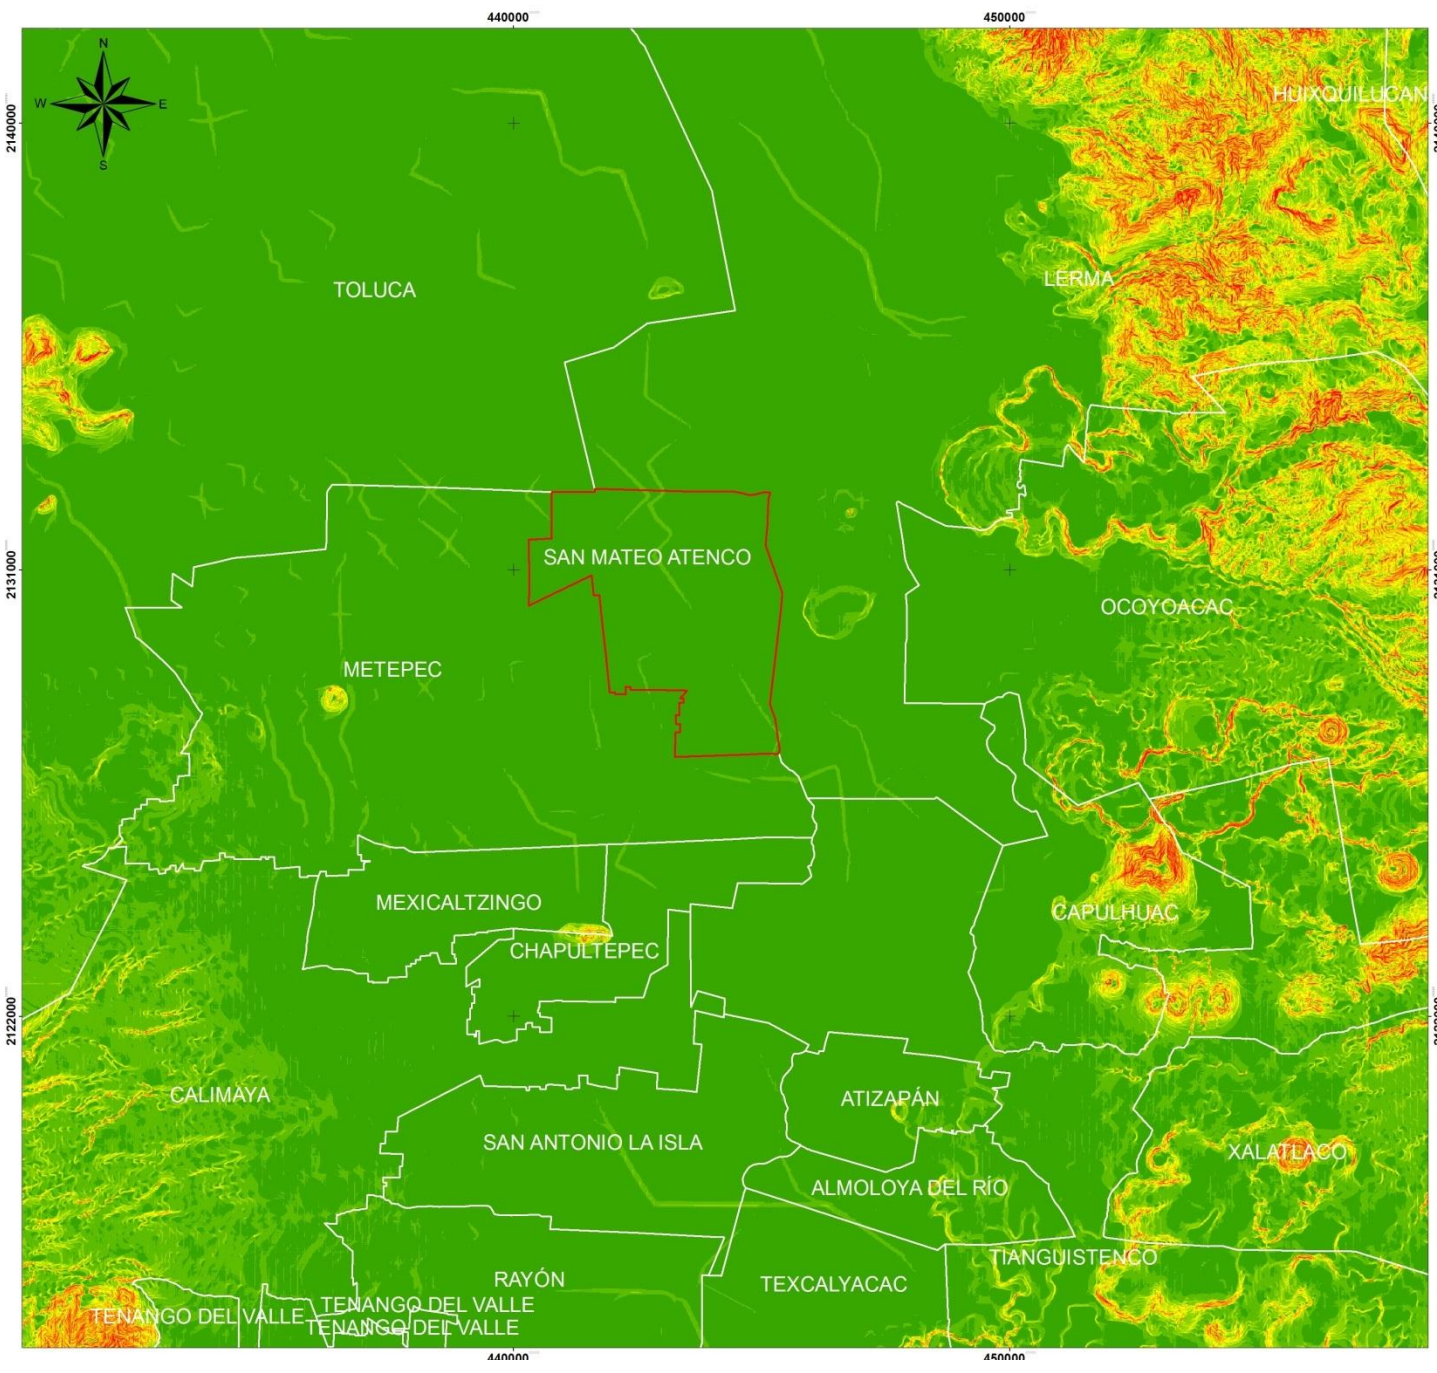 440000 450000
N
W E
S
2140000
HUIXQUILUCAN
LERMA
TOLUCA
SAN MATEO ATENCO
2131000
OCOYOACAC
METEPEC
MEXICALTZINGO
CAPULHUAC
CHAPULTEPEC
2122000
CALIMAYA
ATIZAPÁN
SAN ANTONIO LA ISLA
XALATLACO
ALMOLOYA DEL RÍO
TIANGUISTENCO
RAYÓN
TEXCALYACAC
TENANGO DEL VALLE
TENANGO DEL VALLE
TENANGO DEL VALLE
440000 450000